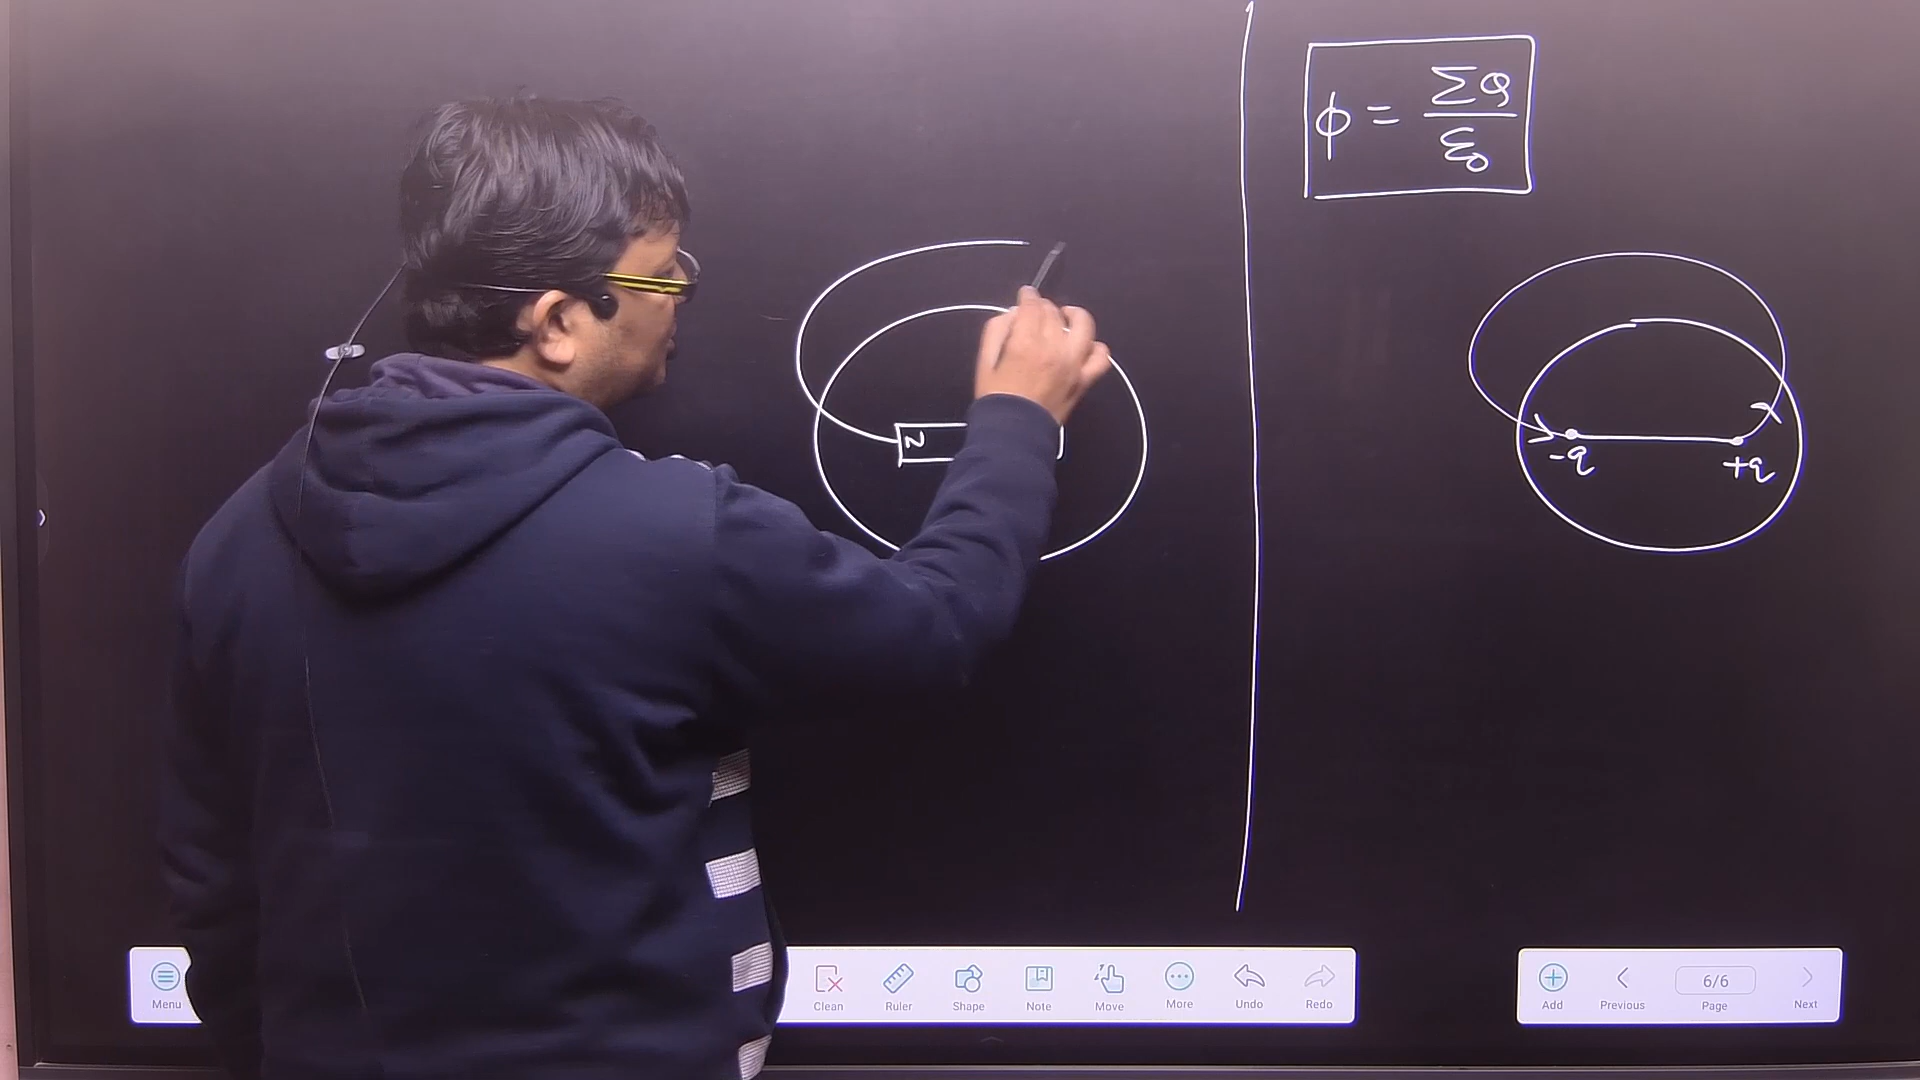 ϕ = ΣQ / ε0
N
-q +q
Menu Clean Ruler Shape Note Move More Undo Redo
Add Previous 6/6 Page Next